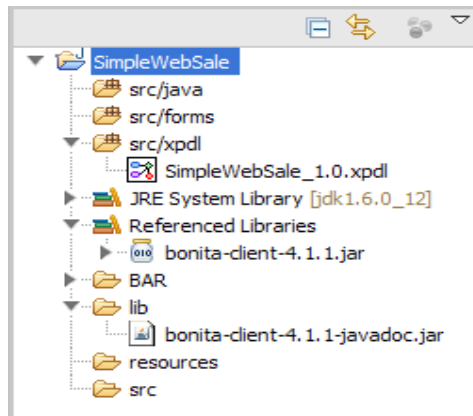 SimpleWebSale
src/java
src/forms
src/xpdl
SimpleWebSale_1.0.xpdl
JRE System Library [jdk1.6.0_12]
Referenced Libraries
bonita-client-4.1.1.jar
BAR
lib
bonita-client-4.1.1-javadoc.jar
resources
src